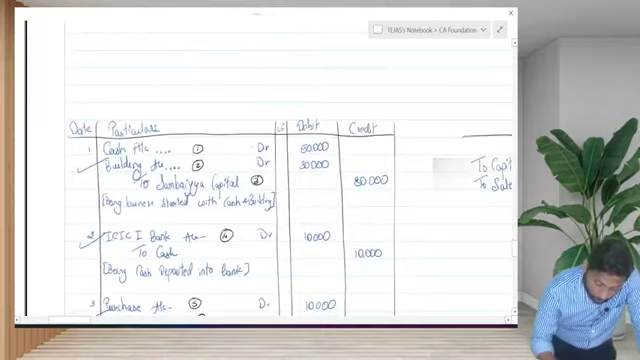 TEJAS's Notebook > CA Foundation
Date Particulars LF Debit Credit
1 Cash A/c .... ① Dr 50000
Building A/c .... ② Dr 30000
To Jambaiyya Capital ③ 80000
[Being business started with Cash & Building]
2 ICICI Bank A/c - ④ Dr 10000
To Cash 10000
[Being Cash Deposited into bank]
3 Purchase A/c - ⑤ Dr 10000
To Capit
To Sale